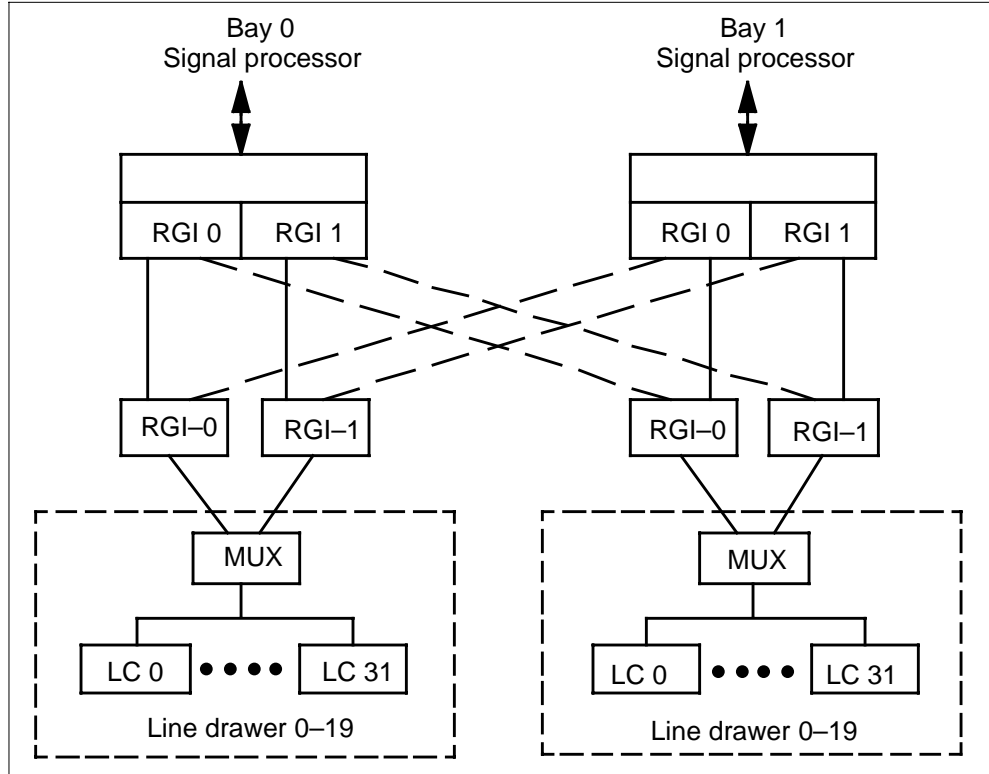 Bay 0
Signal processor
Bay 1
Signal processor
RGI 0
RGI 1
RGI 0
RGI 1
RGI–0
RGI–1
RGI–0
RGI–1
MUX
MUX
LC 0
LC 31
LC 0
LC 31
Line drawer 0–19
Line drawer 0–19